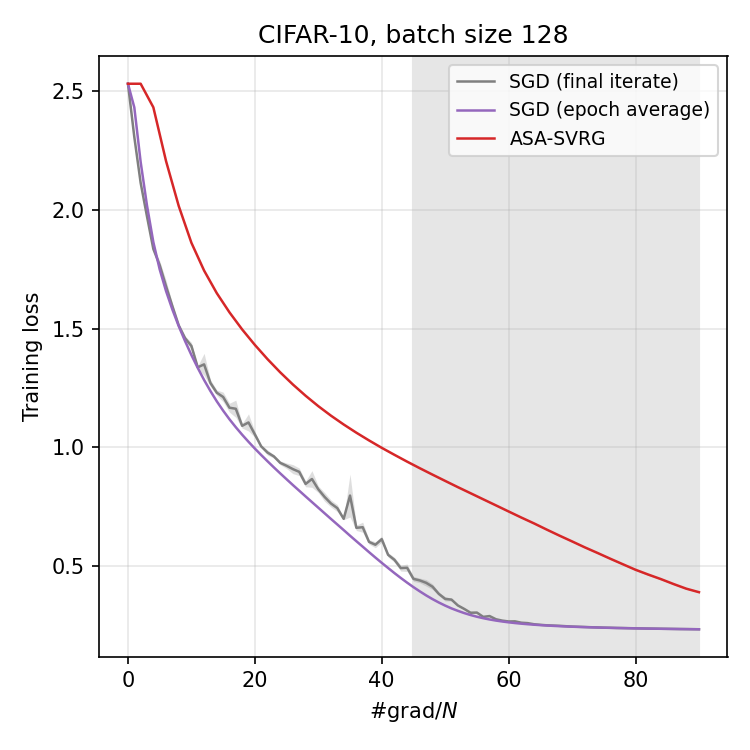 CIFAR-10, batch size 128
SGD (final iterate)
SGD (epoch average)
ASA-SVRG
Training loss
2.5
2.0
1.5
1.0
0.5
0 20 40 60 80
#grad/N